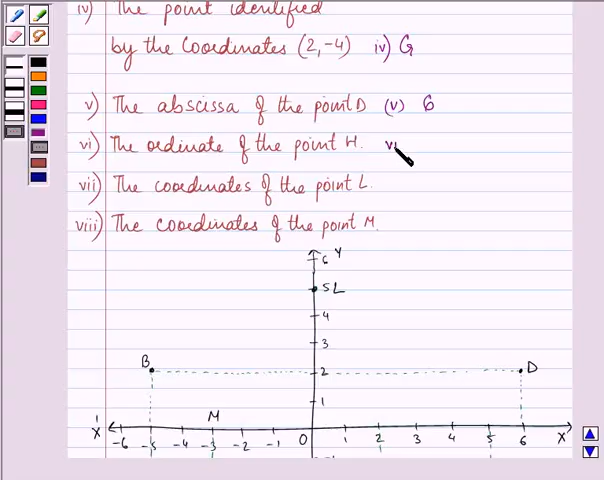 iv) The point identified
by the Coordinates (2,-4) iv) G
v) The abscissa of the point D (v) 6
vi) The ordinate of the point H. vi
vii) The coordinates of the point L.
viii) The coordinates of the point M.
6 Y
5 L
4
3
B 2 D
1
M
X' -6 -5 -4 -3 -2 -1 0 1 2 3 4 5 6 X